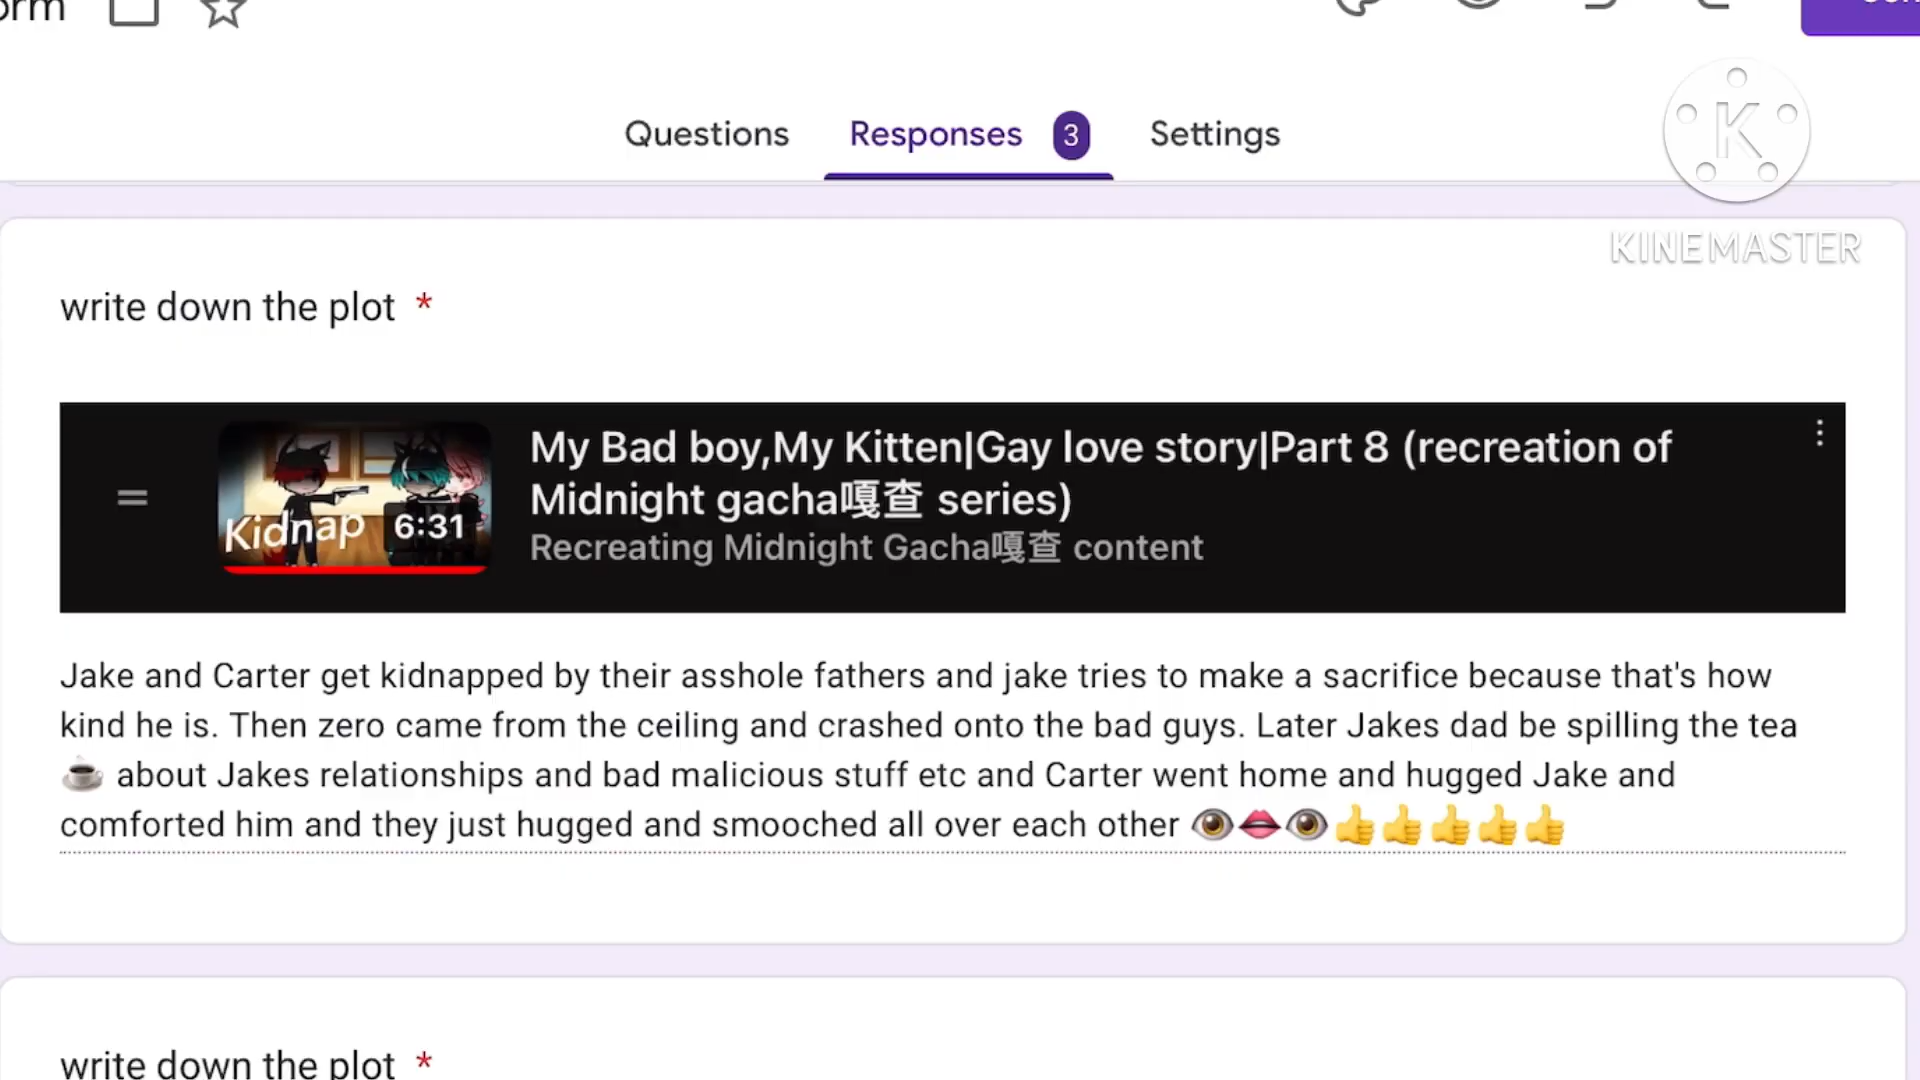 orm
Questions
Responses
3
Settings
KINEMASTER
write down the plot *
Kidnap
6:31
My Bad boy,My Kitten|Gay love story|Part 8 (recreation of
Midnight gacha嘎查 series)
Recreating Midnight Gacha嘎查 content
Jake and Carter get kidnapped by their asshole fathers and jake tries to make a sacrifice because that's how
kind he is. Then zero came from the ceiling and crashed onto the bad guys. Later Jakes dad be spilling the tea
☕ about Jakes relationships and bad malicious stuff etc and Carter went home and hugged Jake and
comforted him and they just hugged and smooched all over each other 👁️👄👁️👍👍👍👍👍
write down the plot *